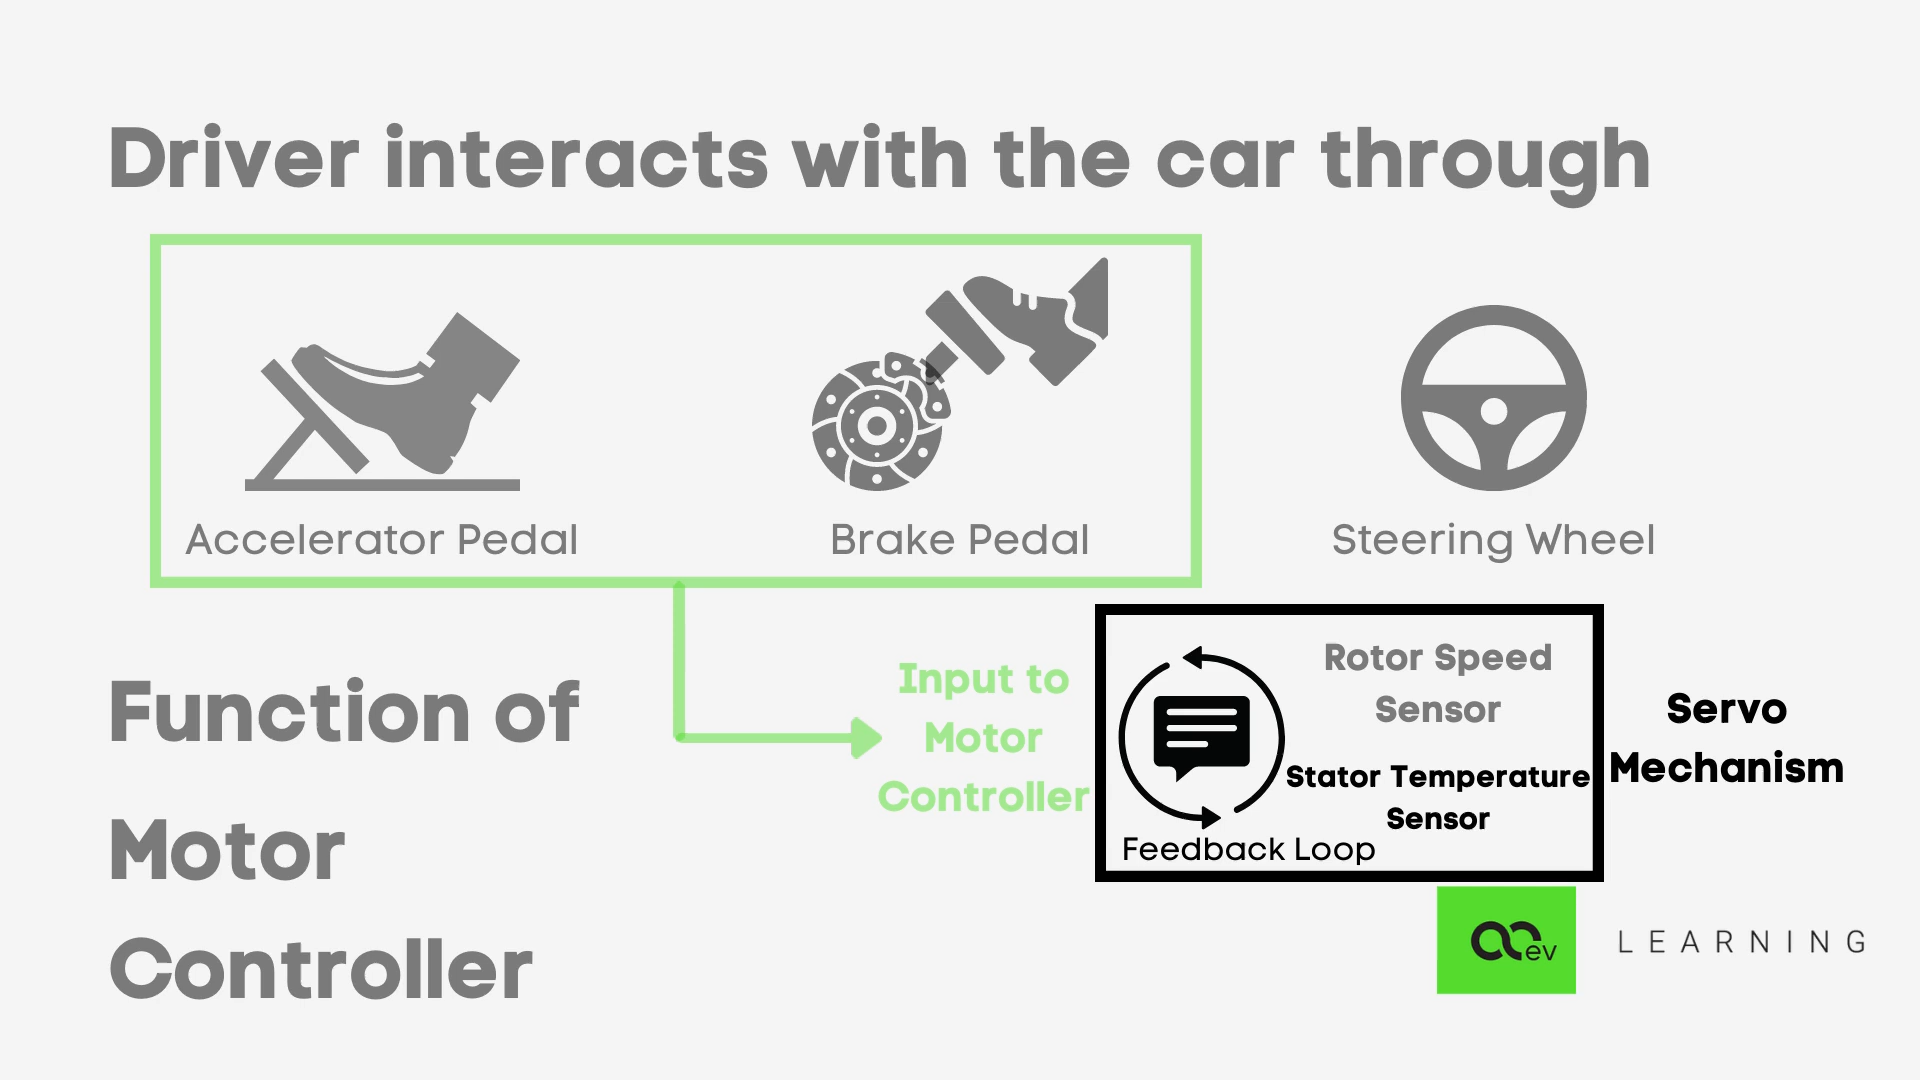 Driver interacts with the car through
Accelerator Pedal
Brake Pedal
Steering Wheel
Function of
Motor
Controller
Input to
Motor
Controller
Rotor Speed
Sensor
Stator Temperature
Sensor
Feedback Loop
Servo
Mechanism
ev
LEARNING